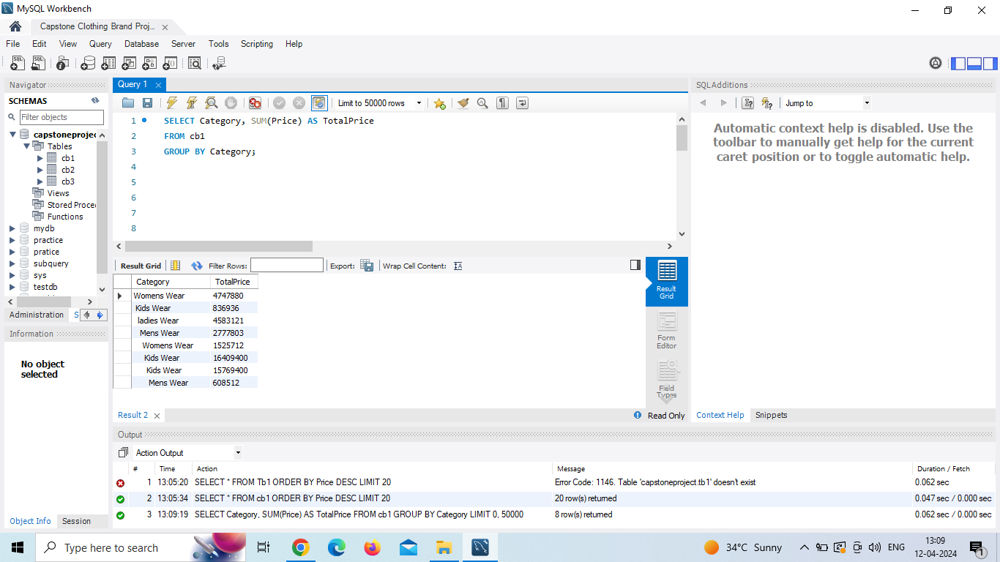 MySQL Workbench
Capstone Clothing Brand Proj...
File Edit View Query Database Server Tools Scripting Help
Navigator
SCHEMAS
Filter objects
capstoneprojec
Tables
cb1
cb2
cb3
Views
Stored Proce
Functions
mydb
practice
pratice
subquery
sys
testdb
Administration S
Information
No object
selected
Object Info Session
Query 1
Limit to 50000 rows
1 SELECT Category, SUM(Price) AS TotalPrice
2 FROM cb1
3 GROUP BY Category;
4
5
6
7
8
Result Grid Filter Rows: Export: Wrap Cell Content:
Category TotalPrice
Womens Wear 4747880
Kids Wear 836936
ladies Wear 4583121
Mens Wear 2777803
Womens Wear 1525712
Kids Wear 16409400
Kids Wear 15769400
Mens Wear 608512
Result
Grid
Form
Editor
Field
Types
Result 2 Read Only
SQLAdditions
Jump to
Automatic context help is disabled. Use the
toolbar to manually get help for the current
caret position or to toggle automatic help.
Context Help Snippets
Output
Action Output
# Time Action Message Duration / Fetch
1 13:05:20 SELECT * FROM Tb1 ORDER BY Price DESC LIMIT 20 Error Code: 1146. Table 'capstoneproject.tb1' doesn't exist 0.062 sec
2 13:05:34 SELECT * FROM cb1 ORDER BY Price DESC LIMIT 20 20 row(s) returned 0.047 sec / 0.000 sec
3 13:09:19 SELECT Category, SUM(Price) AS TotalPrice FROM cb1 GROUP BY Category LIMIT 0, 50000 8 row(s) returned 0.062 sec / 0.000 sec
Type here to search
34°C Sunny
ENG
13:09
12-04-2024
1